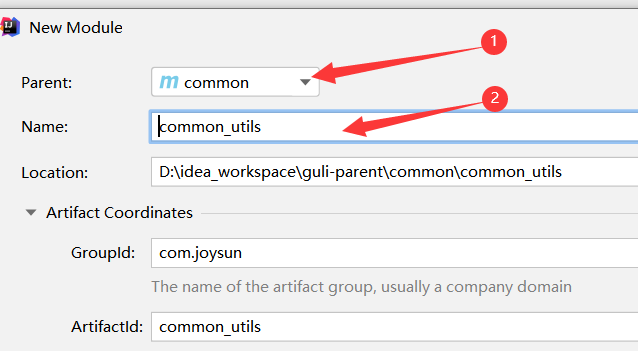 New Module
1
Parent: m common
2
Name: common_utils
Location: D:\idea_workspace\guli-parent\common\common_utils
Artifact Coordinates
GroupId: com.joysun
The name of the artifact group, usually a company domain
ArtifactId: common_utils